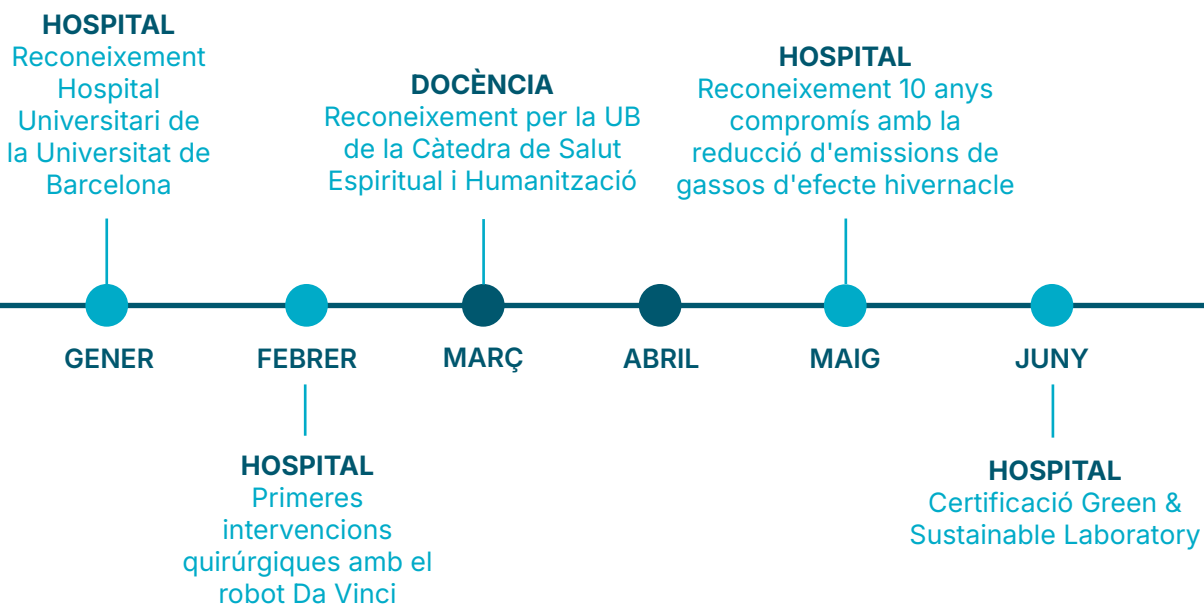 HOSPITAL
Reconeixement
Hospital
Universitari de
la Universitat de
Barcelona
DOCÈNCIA
Reconeixement per la UB
de la Càtedra de Salut
Espiritual i Humanització
HOSPITAL
Reconeixement 10 anys
compromís amb la
reducció d'emissions de
gassos d'efecte hivernacle
GENER
FEBRER
MARÇ
ABRIL
MAIG
JUNY
HOSPITAL
Primeres
intervencions
quirúrgiques amb el
robot Da Vinci
HOSPITAL
Certificació Green &
Sustainable Laboratory